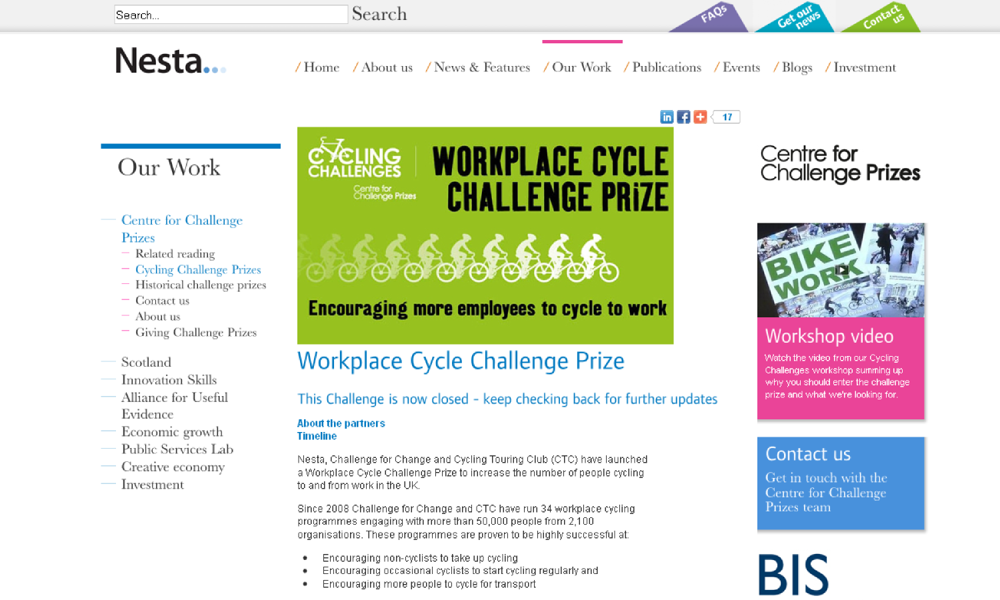 Search...
Search
FAQs
Get our
news
Contact
us
Nesta...
/ Home / About us / News & Features / Our Work / Publications / Events / Blogs / Investment
17
Our Work
Centre for Challenge
Prizes
Related reading
Cycling Challenge Prizes
Historical challenge prizes
Contact us
About us
Giving Challenge Prizes
Scotland
Innovation Skills
Alliance for Useful
Evidence
Economic growth
Public Services Lab
Creative economy
Investment
CYCLING
CHALLENGES
Centre for
Challenge Prizes
WORKPLACE CYCLE
CHALLENGE PRiZE
Encouraging more employees to cycle to work
Workplace Cycle Challenge Prize
This Challenge is now closed - keep checking back for further updates
About the partners
Timeline
Nesta, Challenge for Change and Cycling Touring Club (CTC) have launched
a Workplace Cycle Challenge Prize to increase the number of people cycling
to and from work in the UK.
Since 2008 Challenge for Change and CTC have run 34 workplace cycling
programmes engaging with more than 50,000 people from 2,100
organisations. These programmes are proven to be highly successful at:
• Encouraging non-cyclists to take up cycling
• Encouraging occasional cyclists to start cycling regularly and
• Encouraging more people to cycle for transport
Centre for
Challenge Prizes
BIKE
WORK
Workshop video
Watch the video from our Cycling
Challenges workshop summing up
why you should enter the challenge
prize and what we're looking for.
Contact us
Get in touch with the
Centre for Challenge
Prizes team
BIS